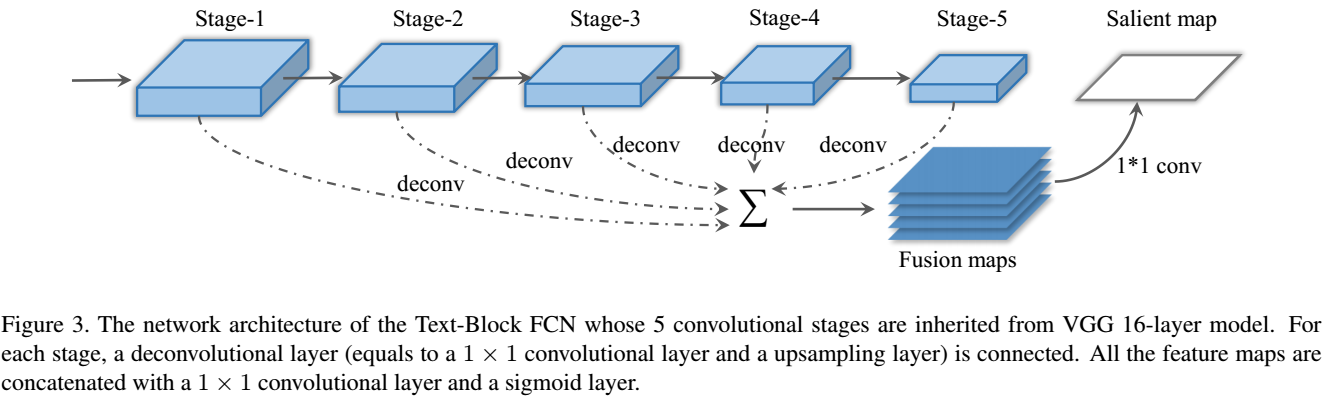 Stage-1 Stage-2 Stage-3 Stage-4 Stage-5 Salient map
deconv deconv deconv
deconv
deconv
1*1 conv
∑
Fusion maps
Figure 3. The network architecture of the Text-Block FCN whose 5 convolutional stages are inherited from VGG 16-layer model. For
each stage, a deconvolutional layer (equals to a 1 × 1 convolutional layer and a upsampling layer) is connected. All the feature maps are
concatenated with a 1 × 1 convolutional layer and a sigmoid layer.